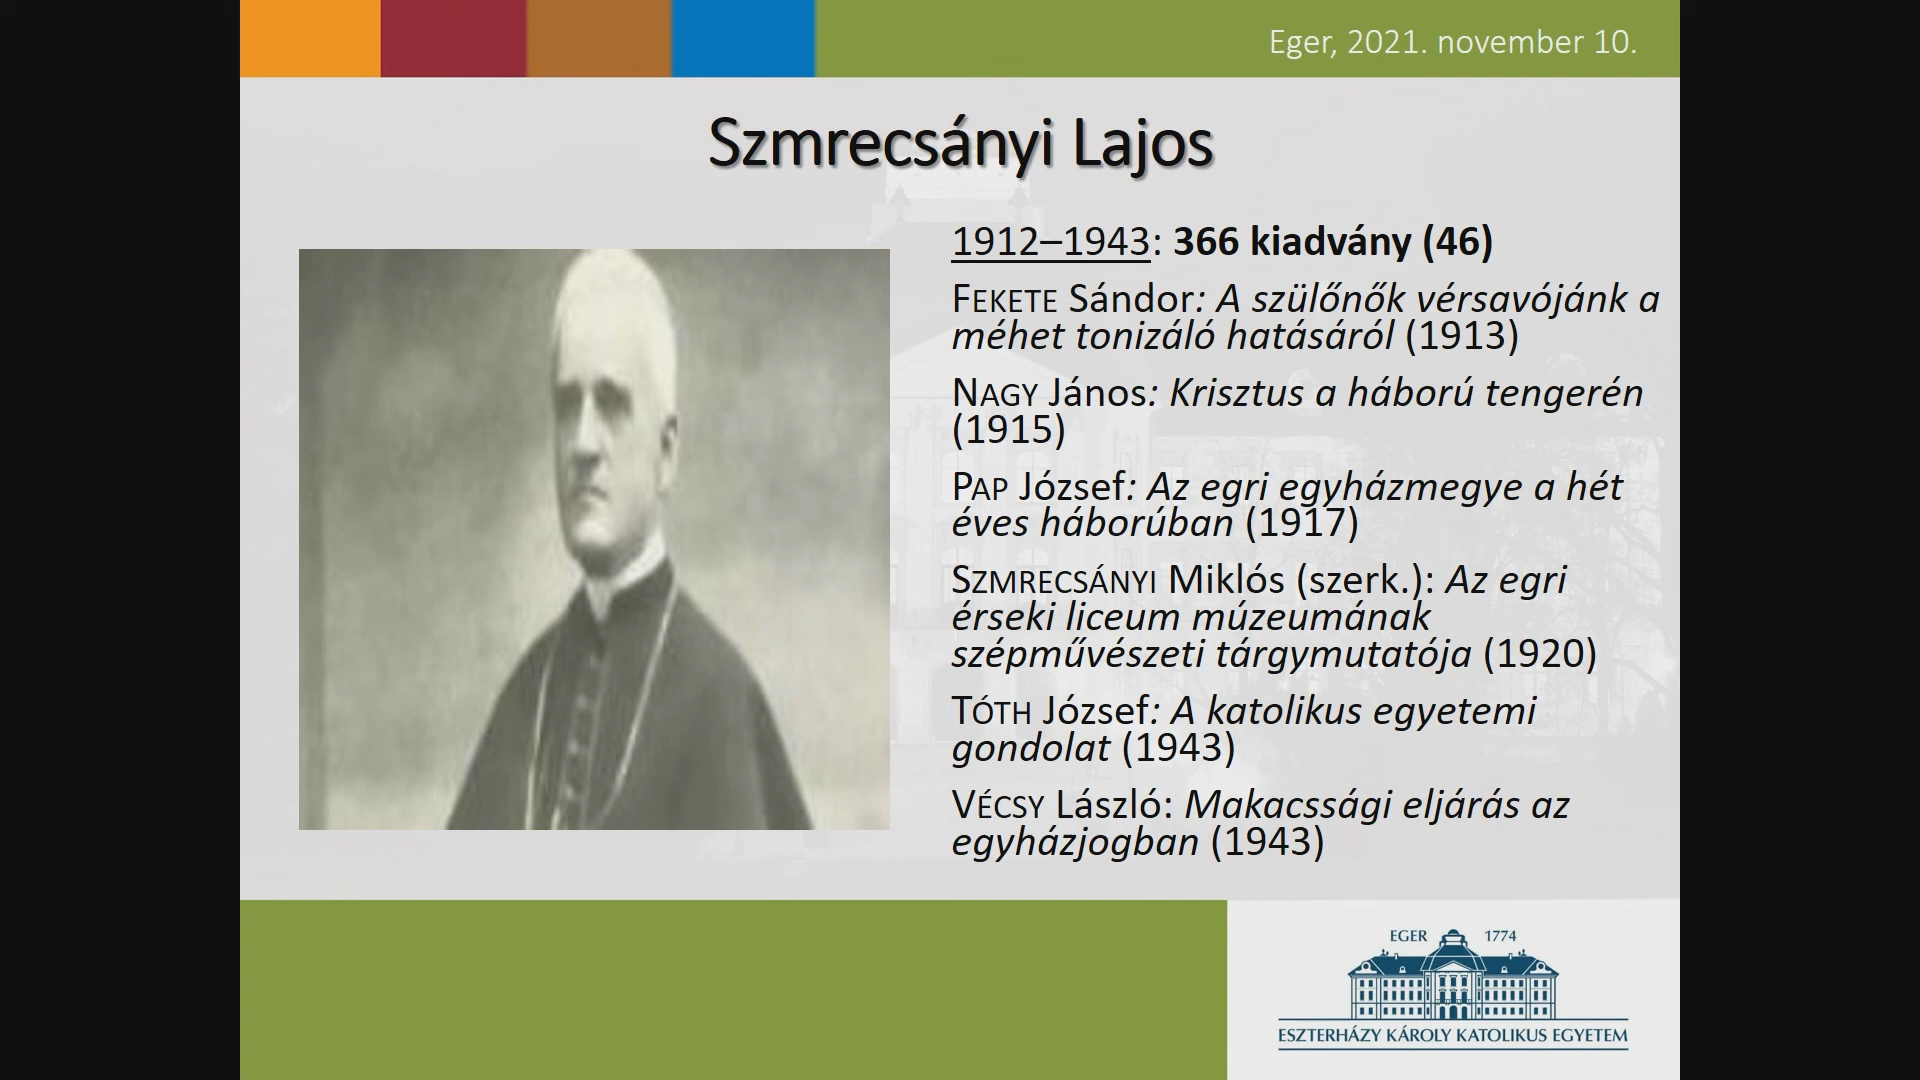 Eger, 2021. november 10.
Szmrecsányi Lajos
1912–1943: 366 kiadvány (46)
FEKETE Sándor: A szülőnők vérsavójánk a
méhet tonizáló hatásáról (1913)
NAGY János: Krisztus a háború tengerén
(1915)
PAP József: Az egri egyházmegye a hét
éves háborúban (1917)
SZMRECSÁNYI Miklós (szerk.): Az egri
érseki liceum múzeumának
szépművészeti tárgymutatója (1920)
TÓTH József: A katolikus egyetemi
gondolat (1943)
VÉCSY László: Makacssági eljárás az
egyházjogban (1943)
EGER 1774
ESZTERHÁZY KÁROLY KATOLIKUS EGYETEM